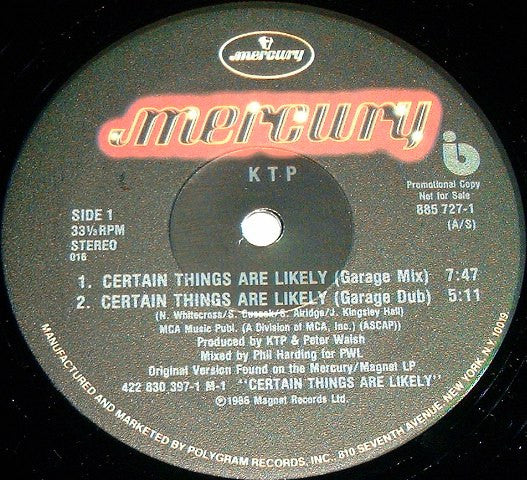 mercury
mercury
b
KTP
Promotional Copy
Not for Sale
885 727-1
(A/S)
SIDE 1
33⅓ RPM
STEREO
016
1. CERTAIN THINGS ARE LIKELY (Garage Mix) 7:47
2. CERTAIN THINGS ARE LIKELY (Garage Dub) 5:11
(N. Whitecross/S. Cusack/S. Alridge/J. Kingsley Hall)
MCA Music Publ. (A Division of MCA, Inc.) (ASCAP))
Produced by KTP & Peter Walsh
Mixed by Phil Harding for PWL
Original Version Found on the Mercury/Magnet LP
422 830 397-1 M-1 "CERTAIN THINGS ARE LIKELY"
℗1986 Magnet Records Ltd.
MANUFACTURED AND MARKETED BY POLYGRAM RECORDS, INC., 810 SEVENTH AVENUE, NEW YORK, N.Y. 10019.